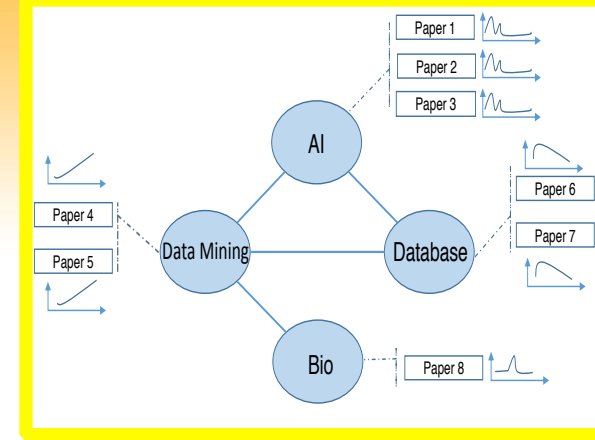 Paper 1
Paper 2
Paper 3
AI
Paper 6
Paper 4
Paper 7
Data Mining
Database
Paper 5
Bio
Paper 8